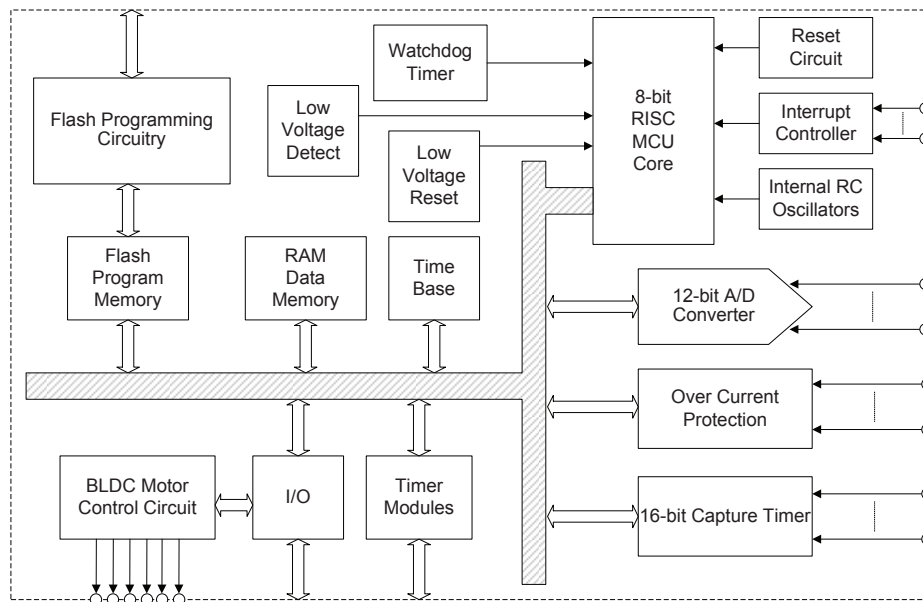 Watchdog
Timer
Reset
Circuit
Flash Programming
Circuitry
Low
Voltage
Detect
8-bit
RISC
MCU
Core
Interrupt
Controller
Low
Voltage
Reset
Internal RC
Oscillators
Flash
Program
Memory
RAM
Data
Memory
Time
Base
12-bit A/D
Converter
Over Current
Protection
BLDC Motor
Control Circuit
I/O
Timer
Modules
16-bit Capture Timer